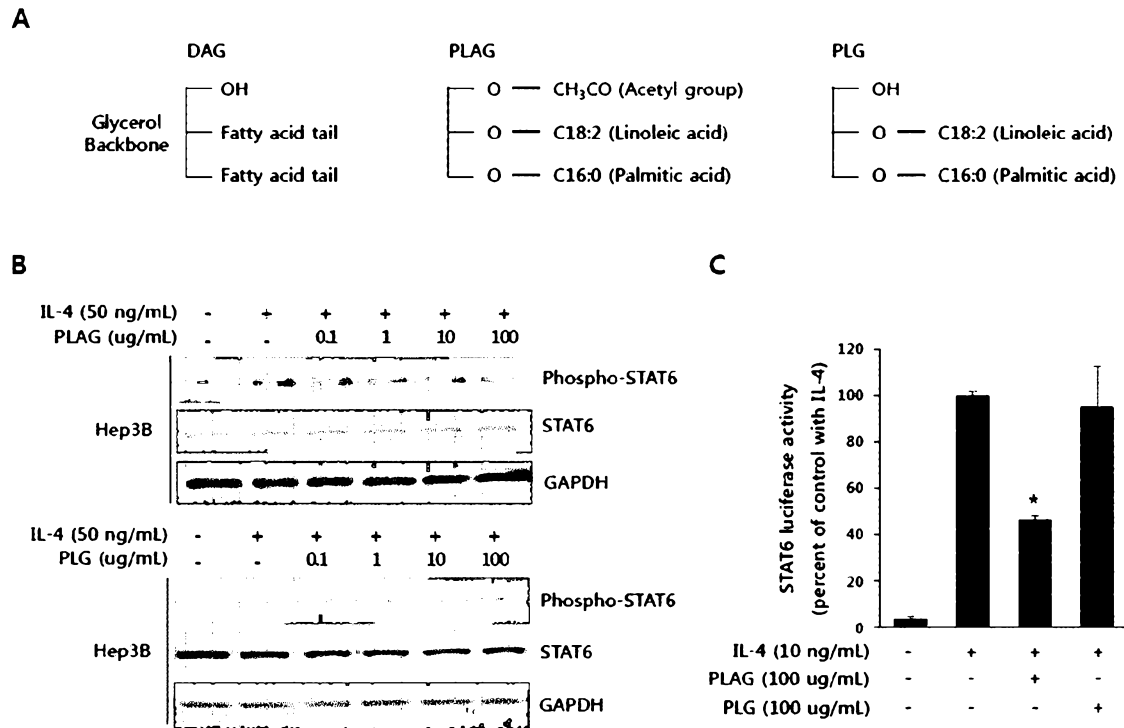 A
DAG
OH
Glycerol
Backbone
Fatty acid tail
Fatty acid tail
PLAG
O — CH₃CO (Acetyl group)
O — C18:2 (Linoleic acid)
O — C16:0 (Palmitic acid)
PLG
OH
O — C18:2 (Linoleic acid)
O — C16:0 (Palmitic acid)
B
IL-4 (50 ng/mL) - + + + + +
PLAG (ug/mL) - - 0.1 1 10 100
Phospho-STAT6
Hep3B
STAT6
GAPDH
IL-4 (50 ng/mL) - + + + + +
PLG (ug/mL) - - 0.1 1 10 100
Phospho-STAT6
Hep3B
STAT6
GAPDH
C
STAT6 luciferase activity
(percent of control with IL-4)
120
100
80
60
40
20
0
*
IL-4 (10 ng/mL) - + + +
PLAG (100 ug/mL) - - + -
PLG (100 ug/mL) - - - +